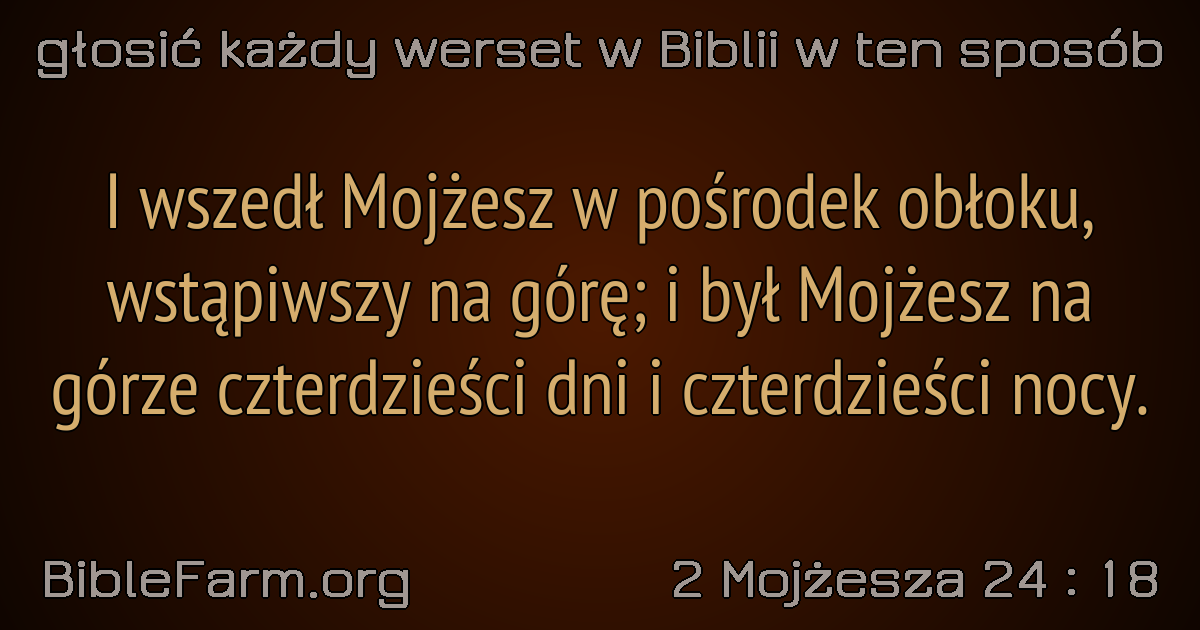 głosić każdy werset w Biblii w ten sposób
I wszedł Mojżesz w pośrodek obłoku,
wstąpiwszy na górę; i był Mojżesz na
górze czterdzieści dni i czterdzieści nocy.
BibleFarm.org
2 Mojżesza 24 : 18